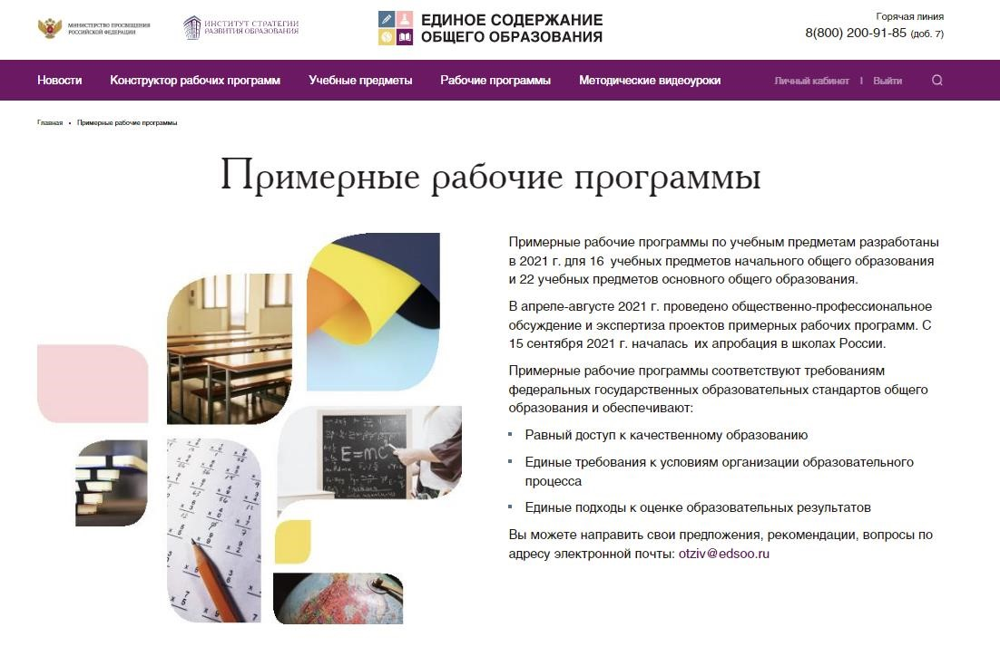 МИНИСТЕРСТВО ПРОСВЕЩЕНИЯ
РОССИЙСКОЙ ФЕДЕРАЦИИ
ИНСТИТУТ СТРАТЕГИИ
РАЗВИТИЯ ОБРАЗОВАНИЯ
ЕДИНОЕ СОДЕРЖАНИЕ
ОБЩЕГО ОБРАЗОВАНИЯ
Горячая линия
8(800) 200-91-85 (доб. 7)
Новости Конструктор рабочих программ Учебные предметы Рабочие программы Методические видеоуроки Личный кабинет | Выйти
Главная • Примерные рабочие программы
Примерные рабочие программы
Примерные рабочие программы по учебным предметам разработаны
в 2021 г. для 16 учебных предметов начального общего образования
и 22 учебных предметов основного общего образования.
В апреле-августе 2021 г. проведено общественно-профессиональное
обсуждение и экспертиза проектов примерных рабочих программ. С
15 сентября 2021 г. началась их апробация в школах России.
Примерные рабочие программы соответствуют требованиям
федеральных государственных образовательных стандартов общего
образования и обеспечивают:
Равный доступ к качественному образованию
Единые требования к условиям организации образовательного
процесса
Единые подходы к оценке образовательных результатов
Вы можете направить свои предложения, рекомендации, вопросы по
адресу электронной почты: otziv@edsoo.ru
E=mc²